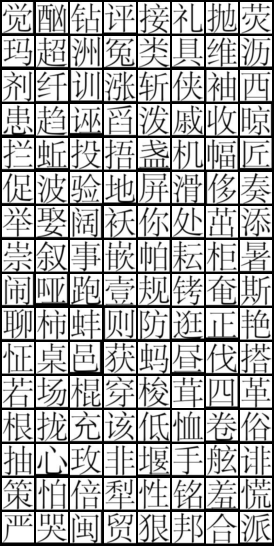 觉酗钻评接礼抛荧
玛超洲冤类具维沥
剂纤训涨斩侠袖西
患趋诬舀泼戚收晾
拦蚯投捂盏机幅匠
促波验地屏滑侈奏
举娶阔袄你处茁添
崇叙事嵌帕耘柜暑
闹哑跑壹规铐奄斯
聊柿蚌则防逛正艳
怔桌邑获蚂昼伐搭
若场棍穿梭茸四革
根拢充该低恤卷俗
抽心玫非堰手舷诽
策怕倍犁性铭羞慌
严哭闽贸狠邦合派